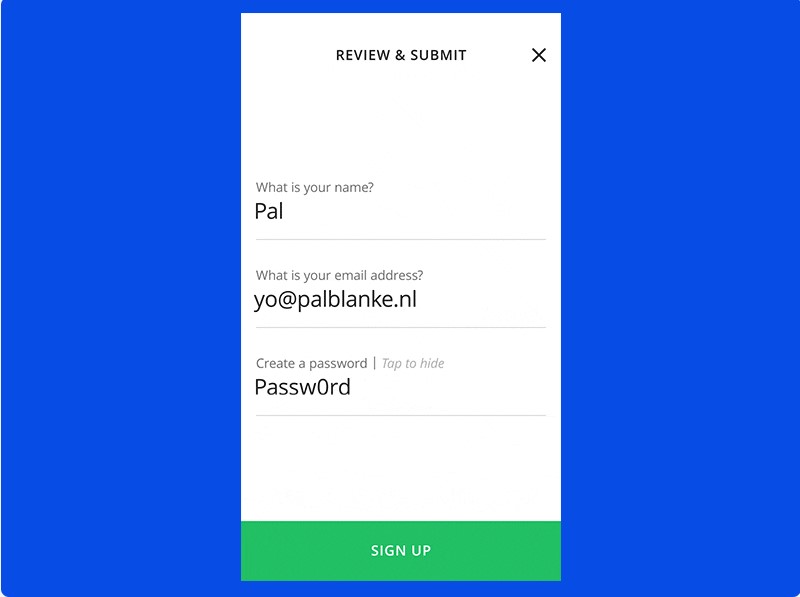 REVIEW & SUBMIT
What is your name?
Pal
What is your email address?
yo@palblanke.nl
Create a password | Tap to hide
Passw0rd
SIGN UP